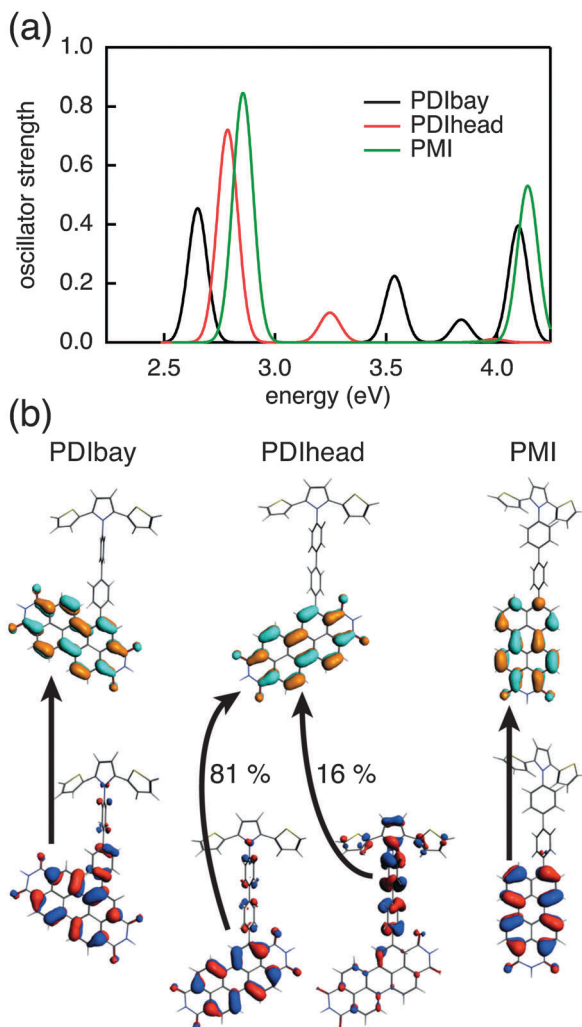 (a)
1.0
0.8
0.6
0.4
0.2
0.0
oscillator strength
PDIbay
PDIhead
PMI
2.5 3.0 3.5 4.0
energy (eV)
(b)
PDIbay PDIhead PMI
81 % 16 %